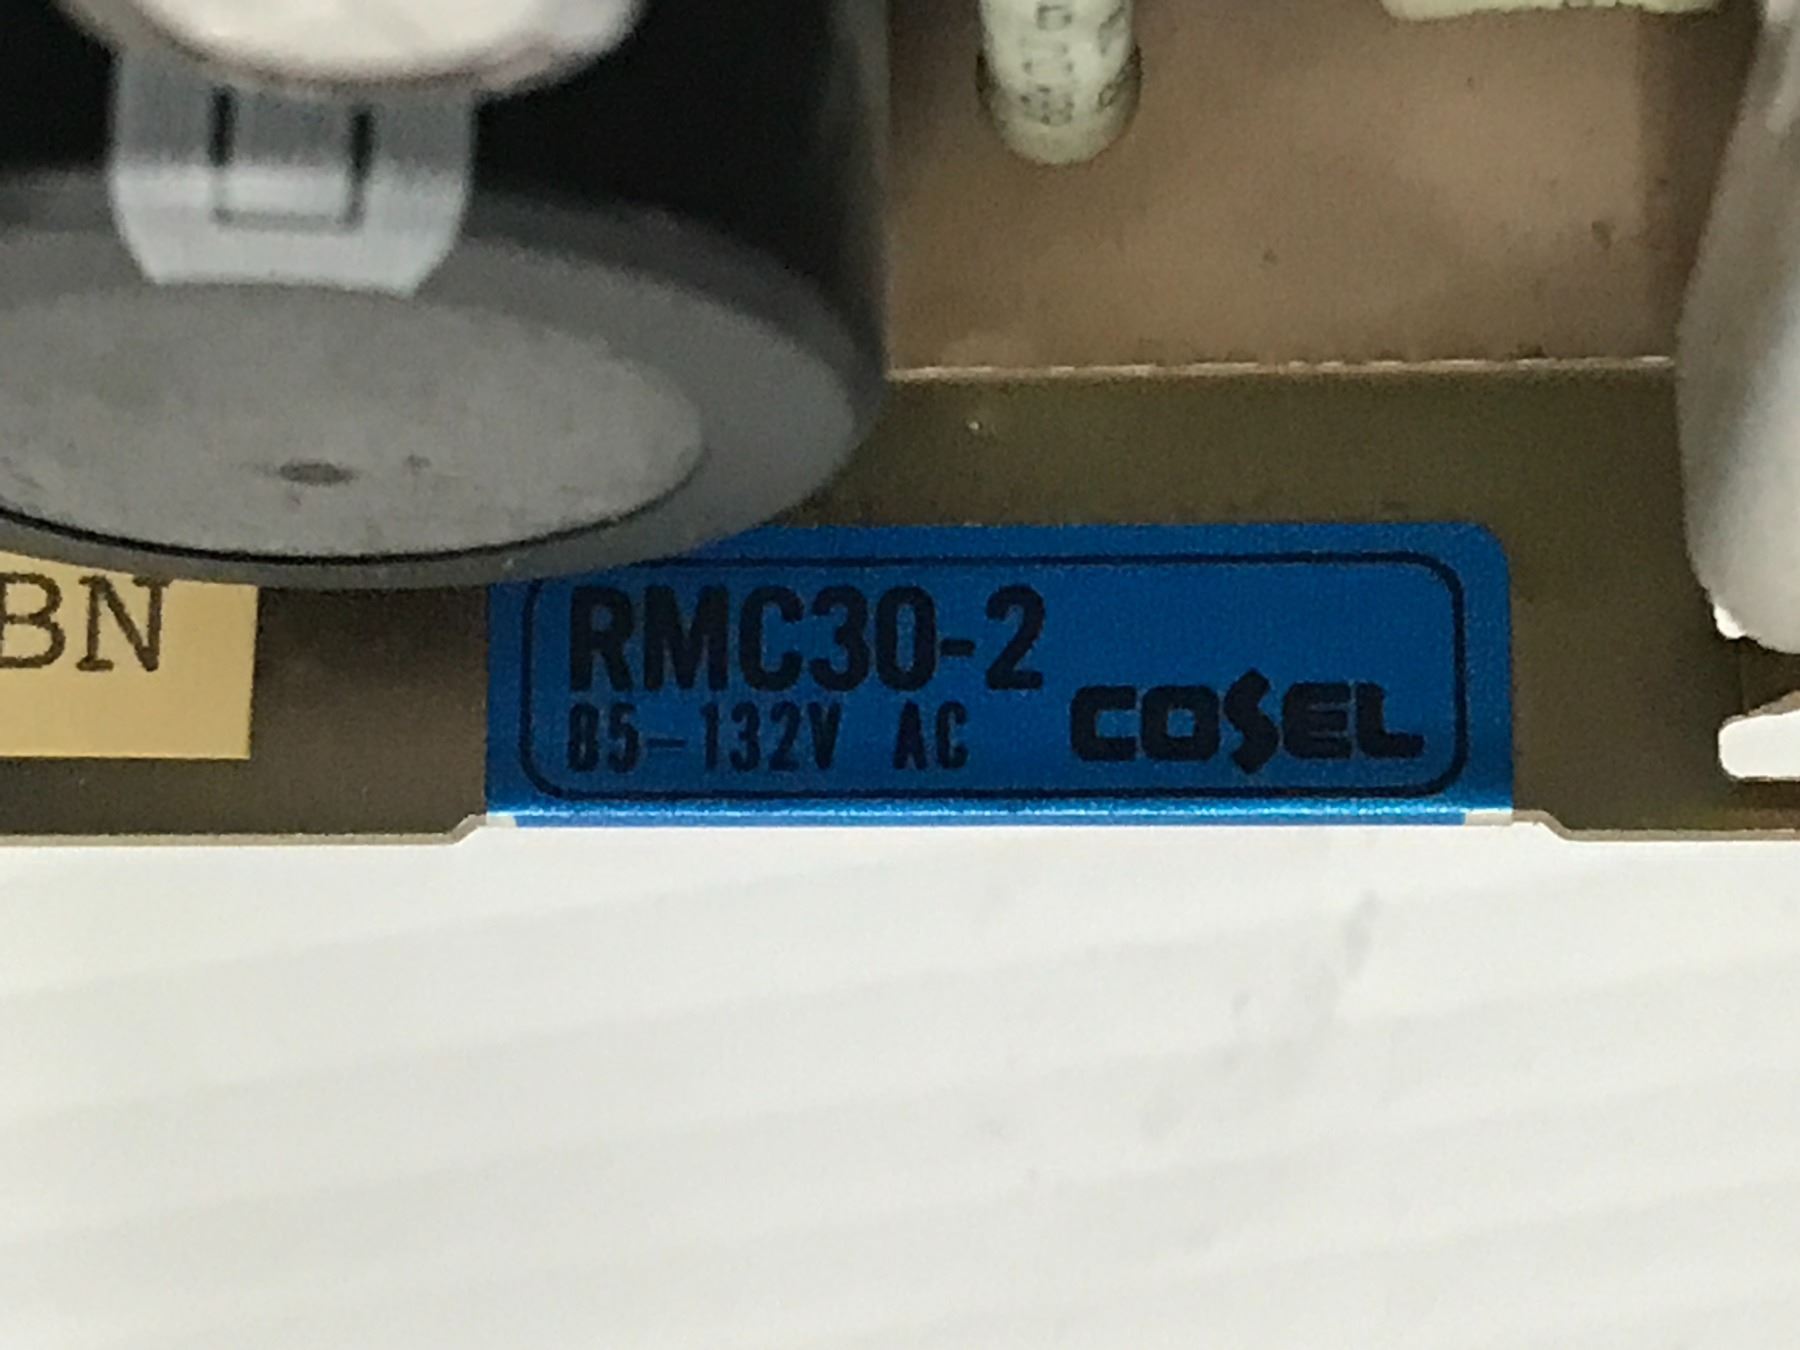 BN
RMC30-2
85-132V AC
COSEL